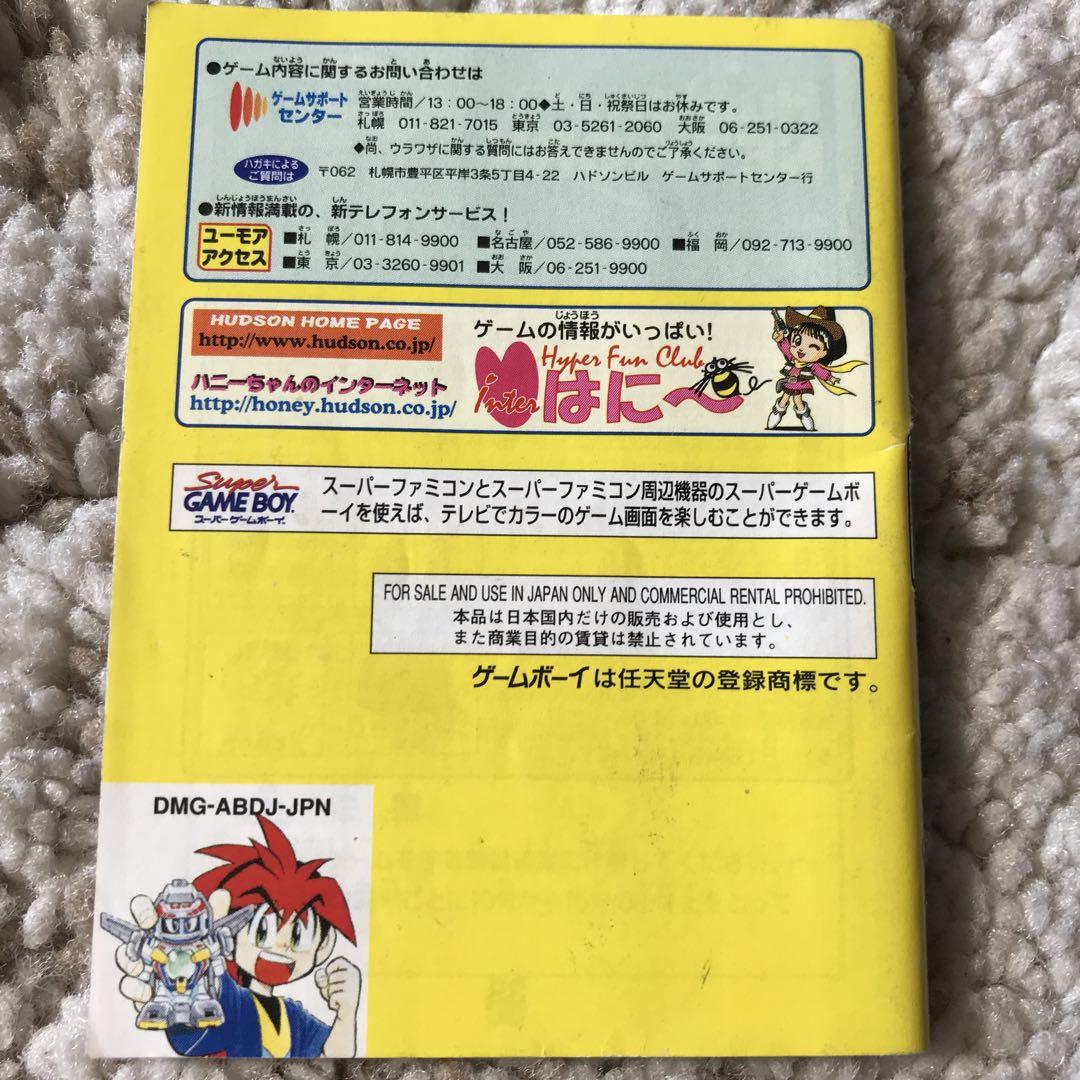 ●ゲーム内容に関するお問い合わせは
ゲームサポートセンター
営業時間/13:00〜18:00◆土・日・祝祭日はお休みです。
札幌 011-821-7015 東京 03-5261-2060 大阪 06-251-0322
◆尚、ウラワザに関する質問にはお答えできませんのでご了承ください。
ハガキによる
ご質問は
〒062 札幌市豊平区平岸3条5丁目4-22 ハドソンビル ゲームサポートセンター行
●新情報満載の、新テレフォンサービス!
ユーモア
アクセス
■札 幌/011-814-9900 ■名古屋/052-586-9900 ■福 岡/092-713-9900
■東 京/03-3260-9901 ■大 阪/06-251-9900
HUDSON HOME PAGE
http://www.hudson.co.jp/
ハニーちゃんのインターネット
http://honey.hudson.co.jp/
ゲームの情報がいっぱい!
Hyper Fun Club
inter はに〜
Super
GAME BOY
スーパーゲームボーイ
スーパーファミコンとスーパーファミコン周辺機器のスーパーゲームボ
ーイを使えば、テレビでカラーのゲーム画面を楽しむことができます。
FOR SALE AND USE IN JAPAN ONLY AND COMMERCIAL RENTAL PROHIBITED.
本品は日本国内だけの販売および使用とし、
また商業目的の賃貸は禁止されています。
ゲームボーイは任天堂の登録商標です。
DMG-ABDJ-JPN